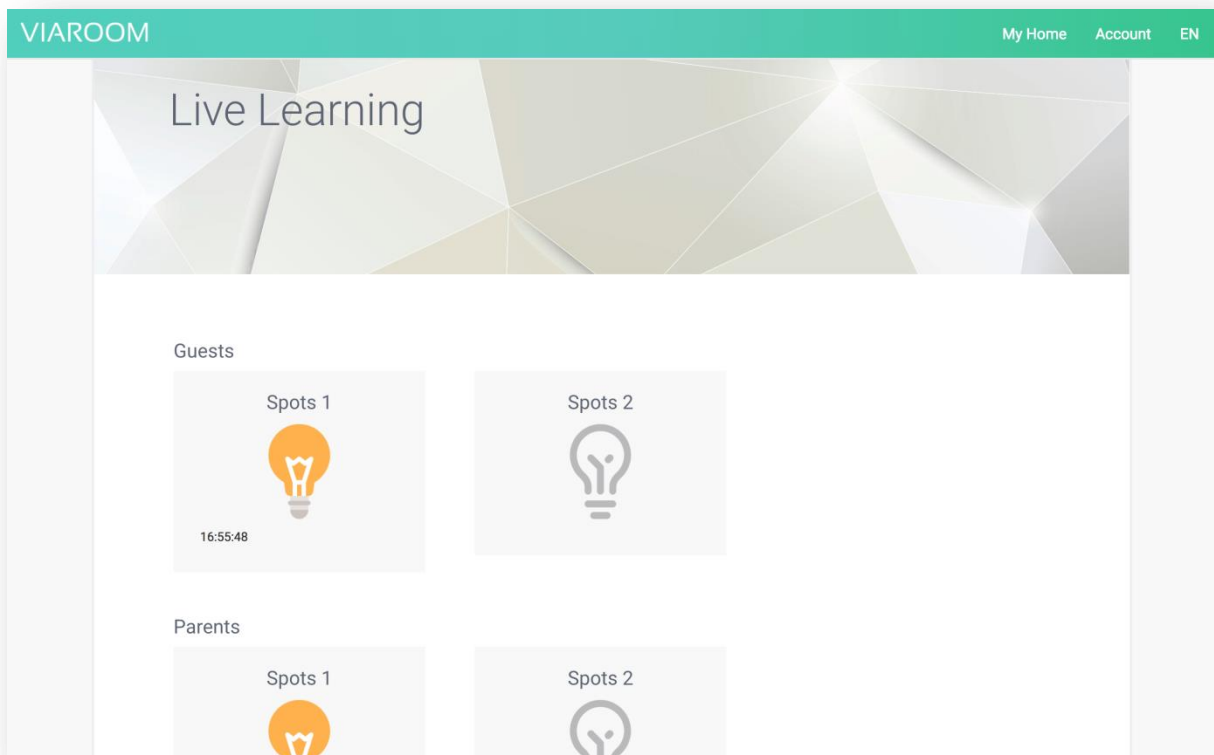 VIAROOM
My Home Account EN
Live Learning
Guests
Spots 1 Spots 2
16:55:48
Parents
Spots 1 Spots 2